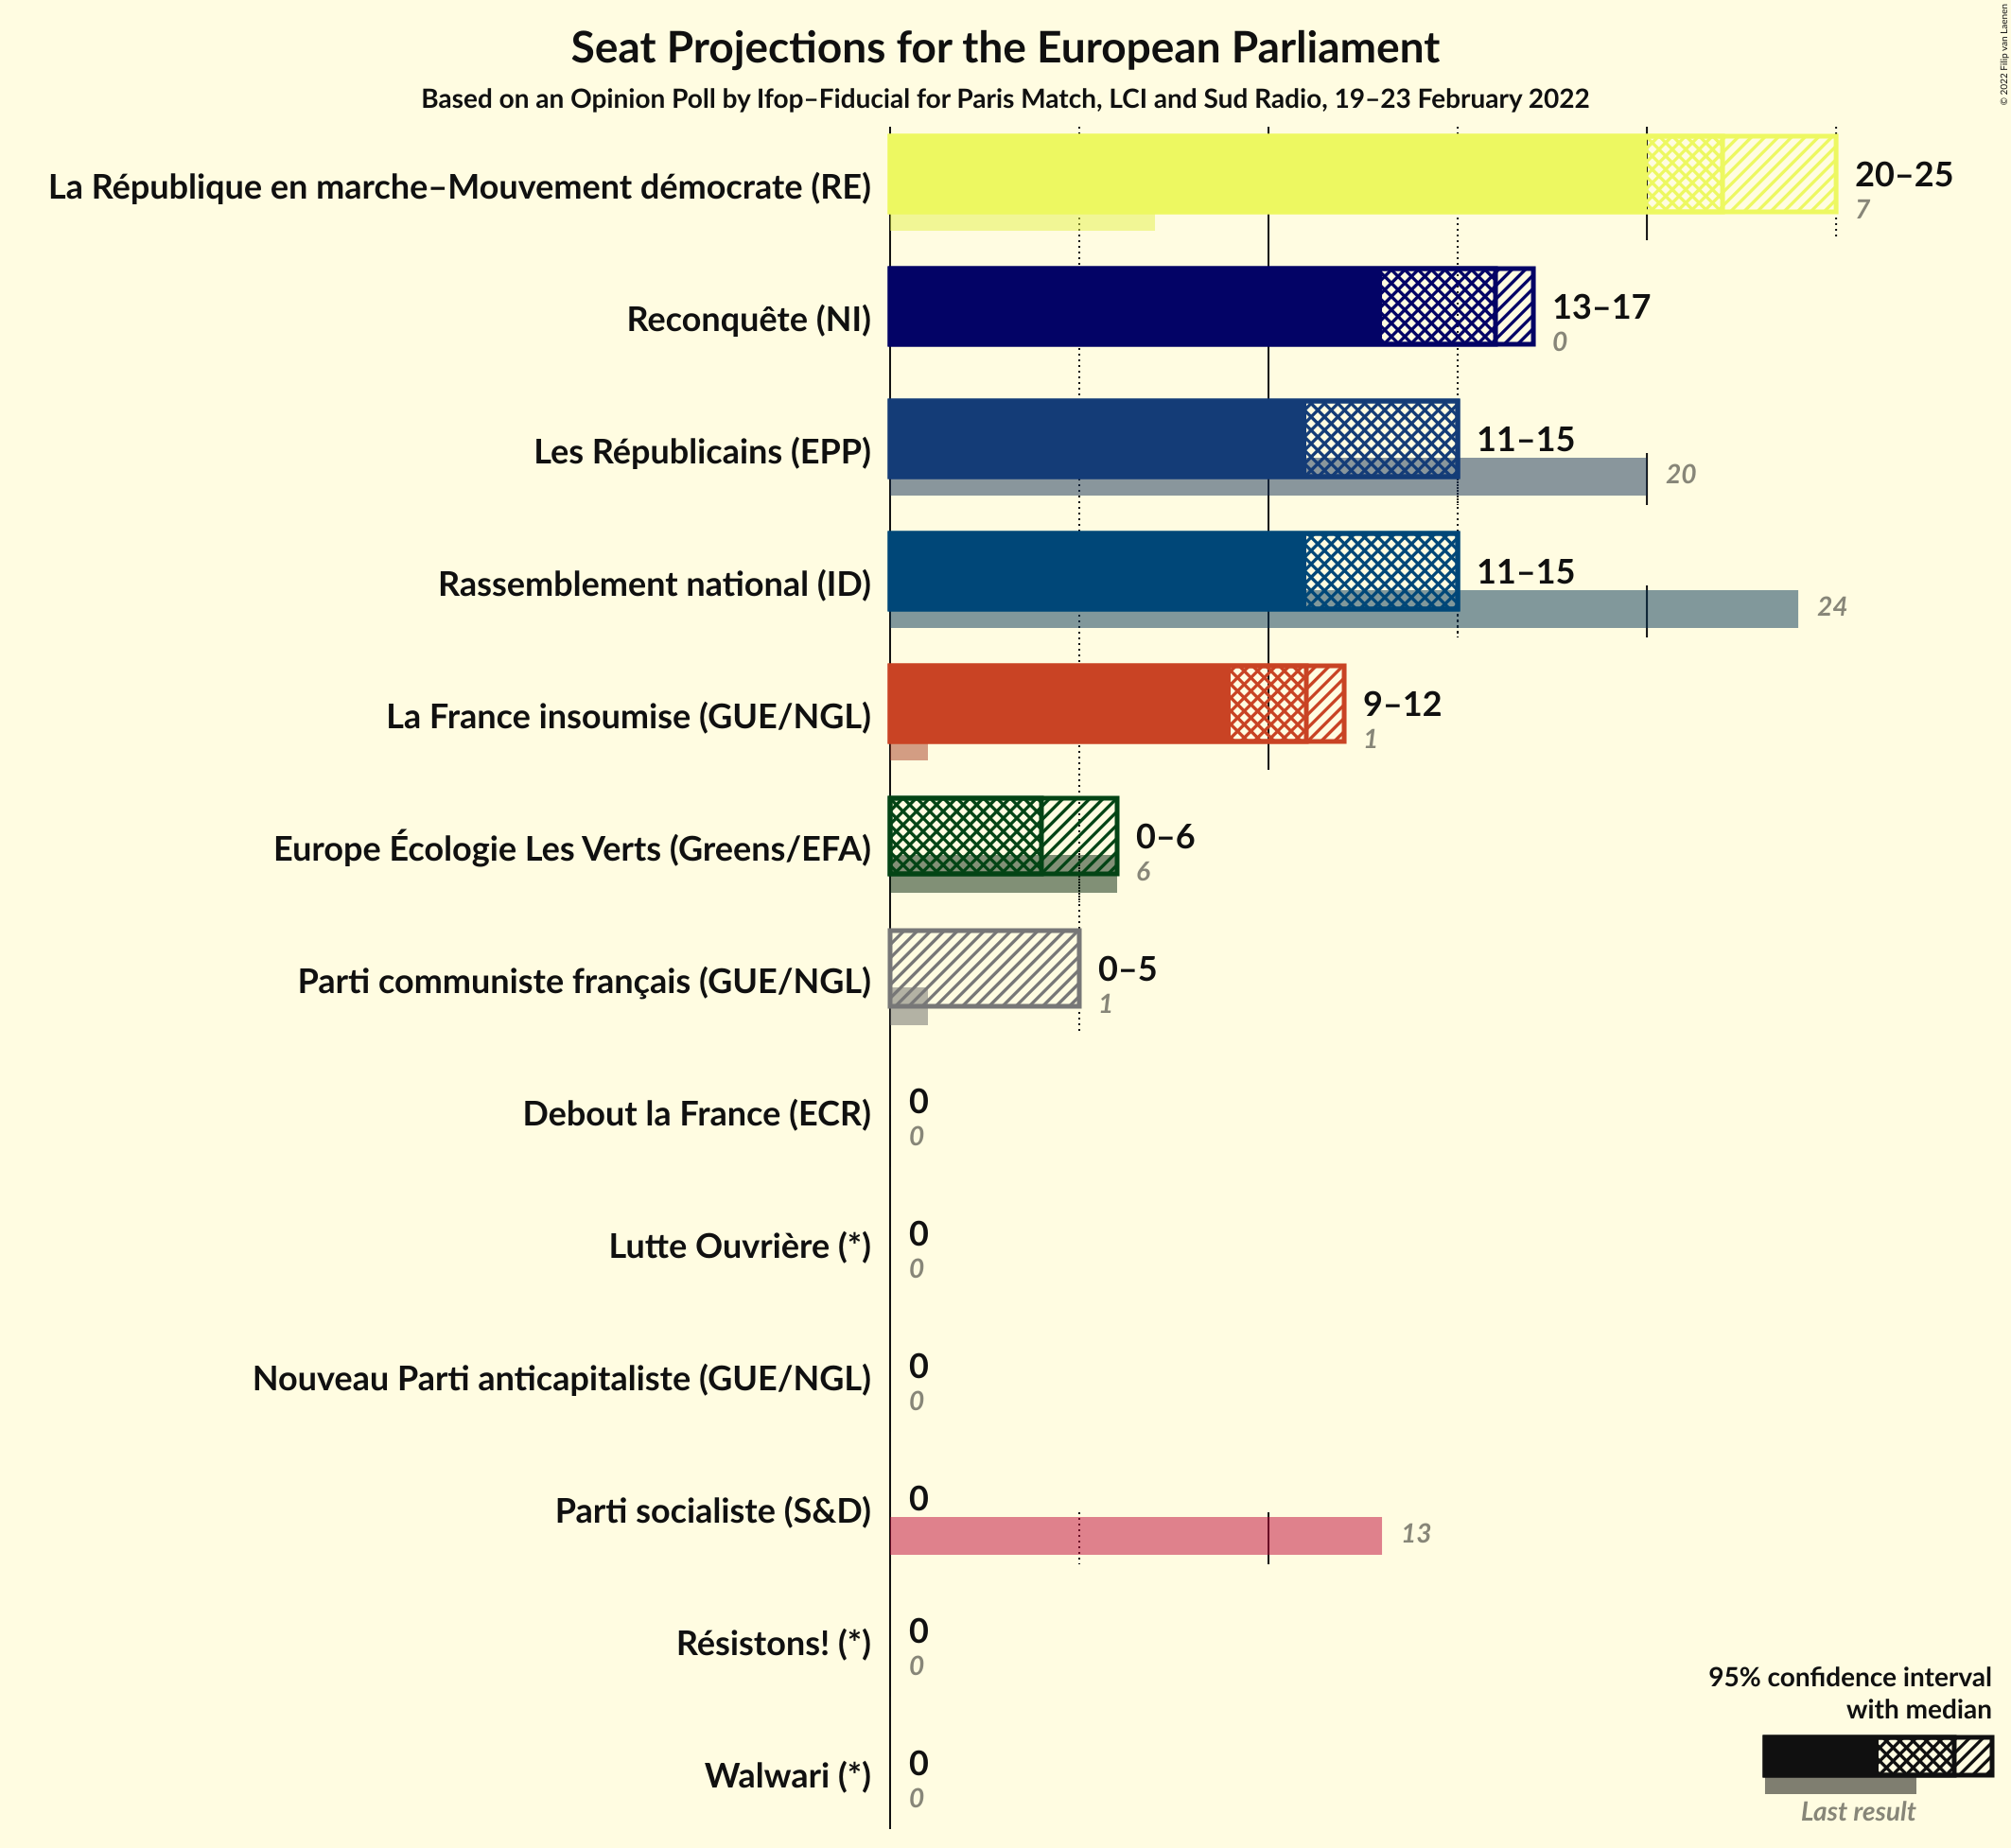 Seat Projections for the European Parliament
Based on an Opinion Poll by Ifop–Fiducial for Paris Match, LCI and Sud Radio, 19–23 February 2022
© 2022 Filip van Laenen
La République en marche–Mouvement démocrate (RE)
20–25
7
Reconquête (NI)
13–17
0
Les Républicains (EPP)
11–15
20
Rassemblement national (ID)
11–15
24
La France insoumise (GUE/NGL)
9–12
1
Europe Écologie Les Verts (Greens/EFA)
0–6
6
Parti communiste français (GUE/NGL)
0–5
1
Debout la France (ECR)
0
0
Lutte Ouvrière (*)
0
0
Nouveau Parti anticapitaliste (GUE/NGL)
0
0
Parti socialiste (S&D)
0
13
Résistons! (*)
0
0
Walwari (*)
0
0
95% confidence interval
with median
Last result